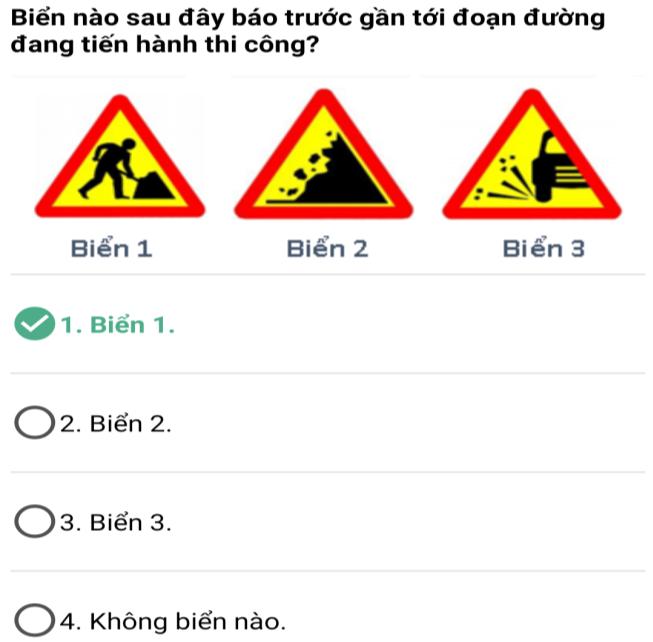 Biển nào sau đây báo trước gần tới đoạn đường
đang tiến hành thi công?
Biển 1 Biển 2 Biển 3
1. Biển 1.
2. Biển 2.
3. Biển 3.
4. Không biển nào.